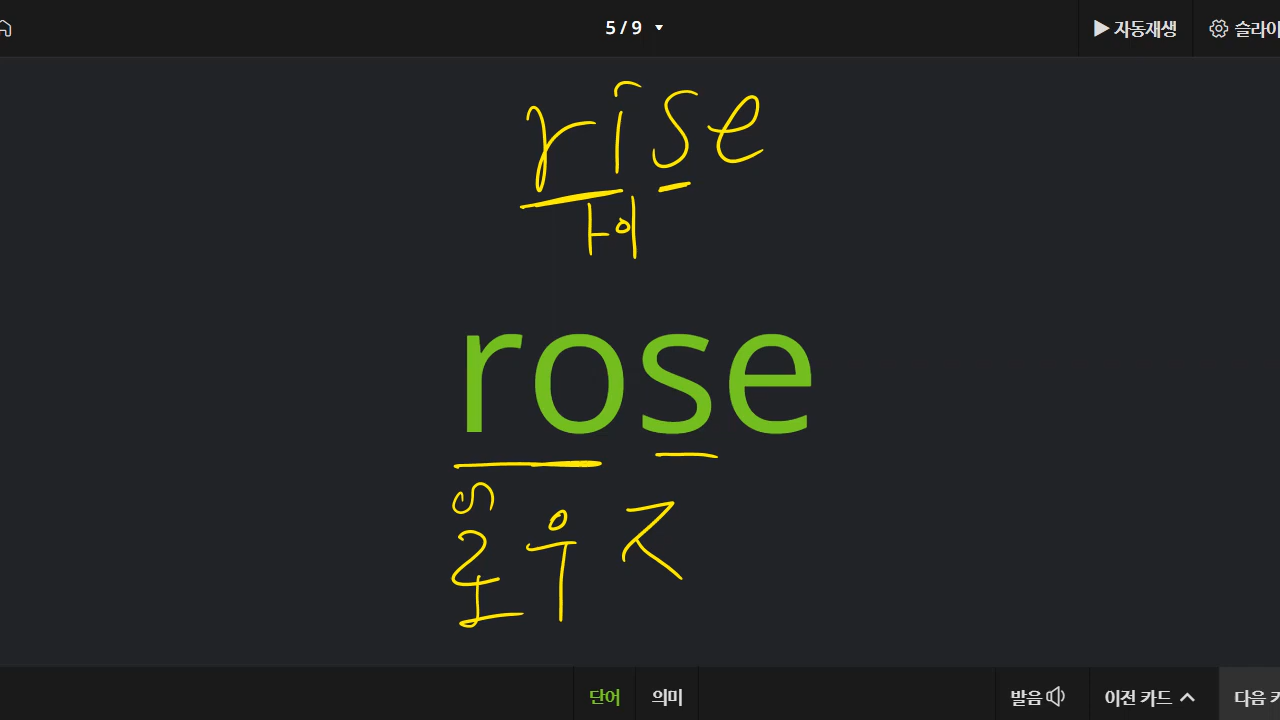 5 / 9
자동재생
슬라이
rise
ㅏㅇㅣ
rose
로우 ㅈ
단어
의미
발음
이전 카드
다음 카